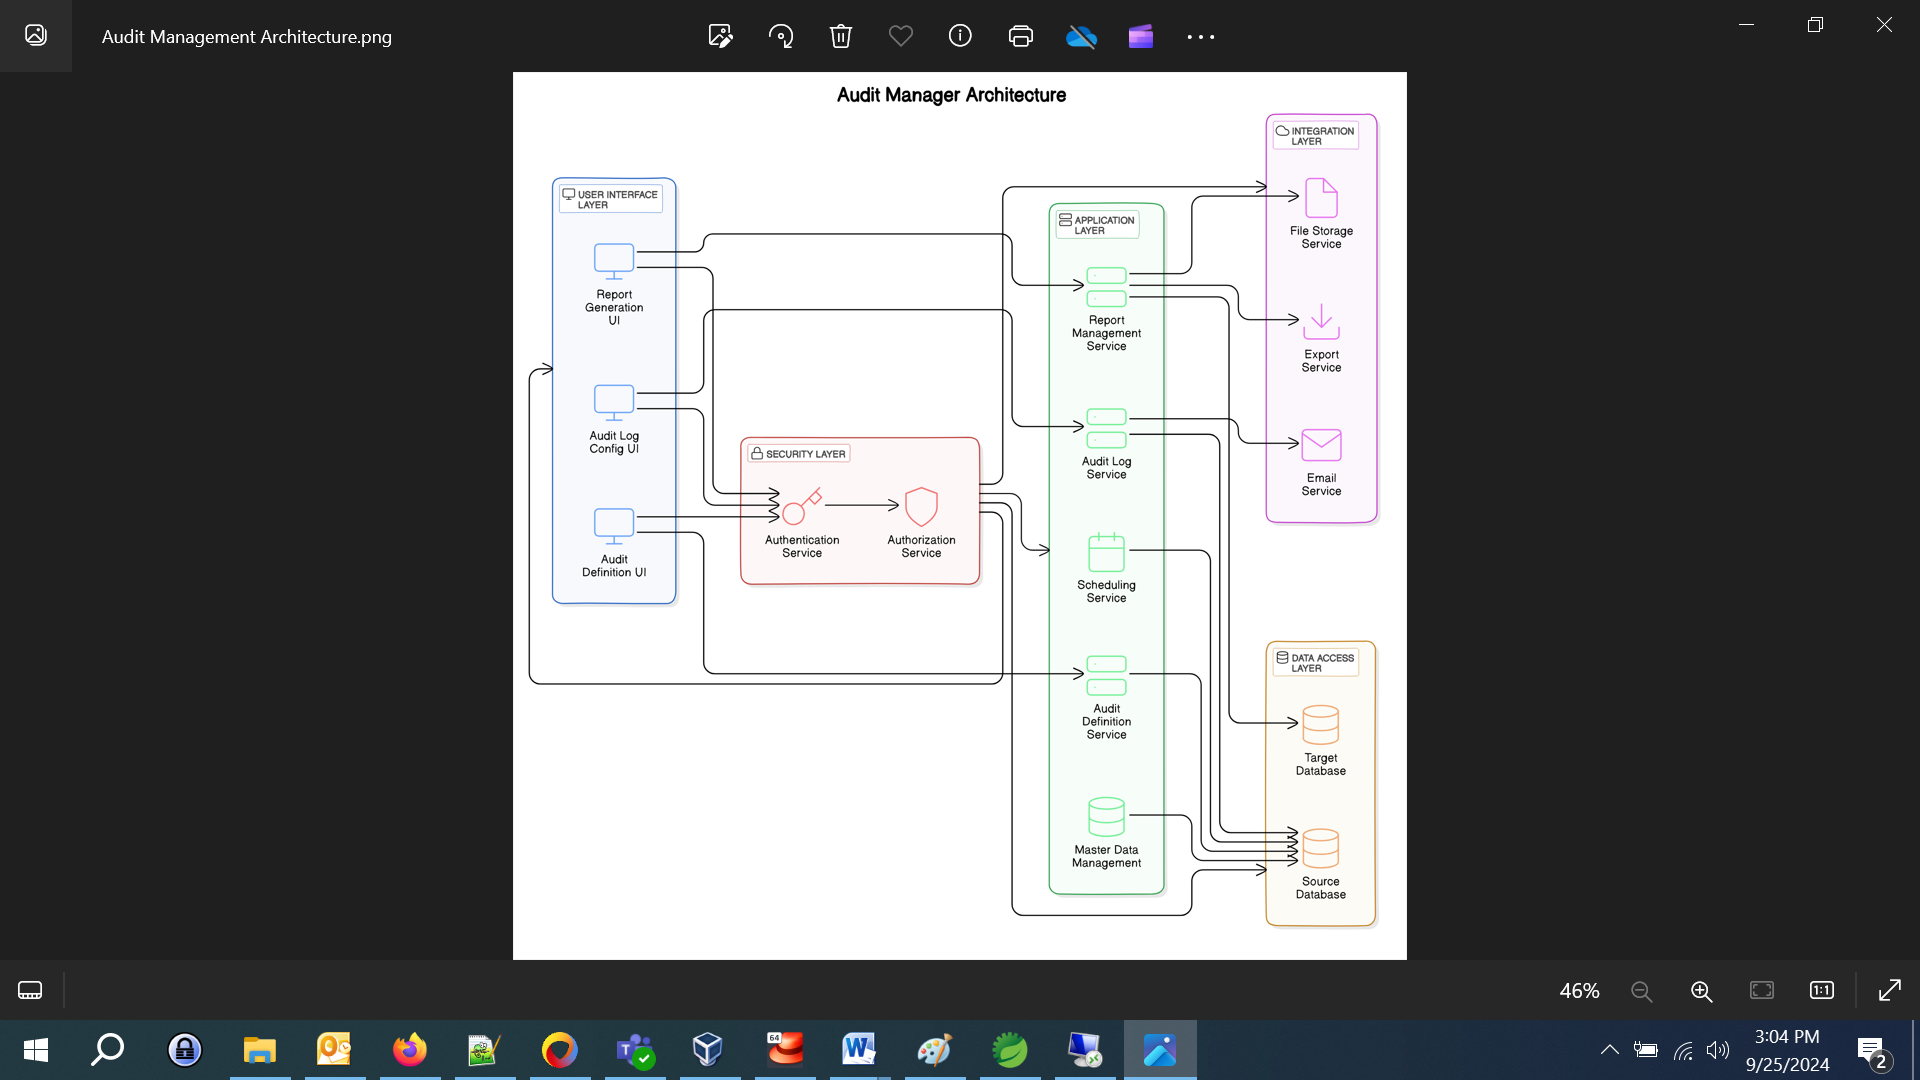 Audit Management Architecture.png
Audit Manager Architecture
USER INTERFACE
LAYER
Report
Generation
UI
Audit Log
Config UI
Audit
Definition UI
SECURITY LAYER
Authentication
Service
Authorization
Service
APPLICATION
LAYER
Report
Management
Service
Audit Log
Service
Scheduling
Service
Audit
Definition
Service
Master Data
Management
INTEGRATION
LAYER
File Storage
Service
Export
Service
Email
Service
DATA ACCESS
LAYER
Target
Database
Source
Database
46%
1:1
64
3:04 PM
9/25/2024
2